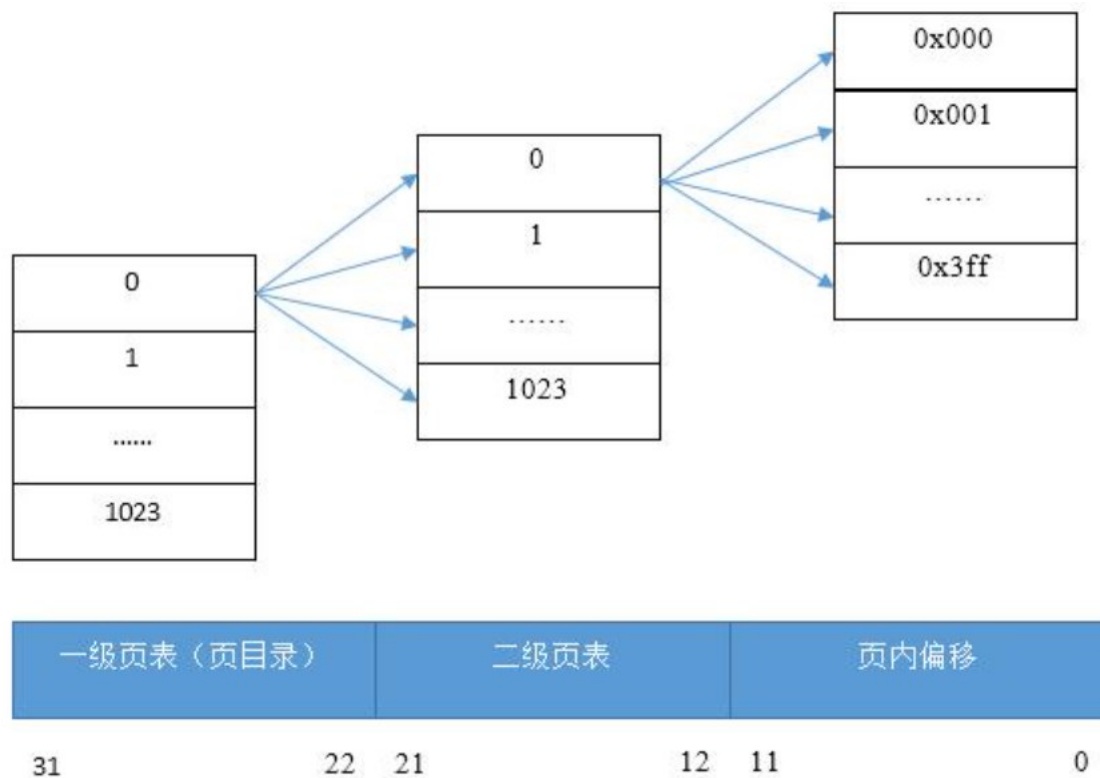 0
1
......
1023
0
1
......
1023
0x000
0x001
......
0x3ff
一级页表（页目录）
二级页表
页内偏移
31
22
21
12
11
0